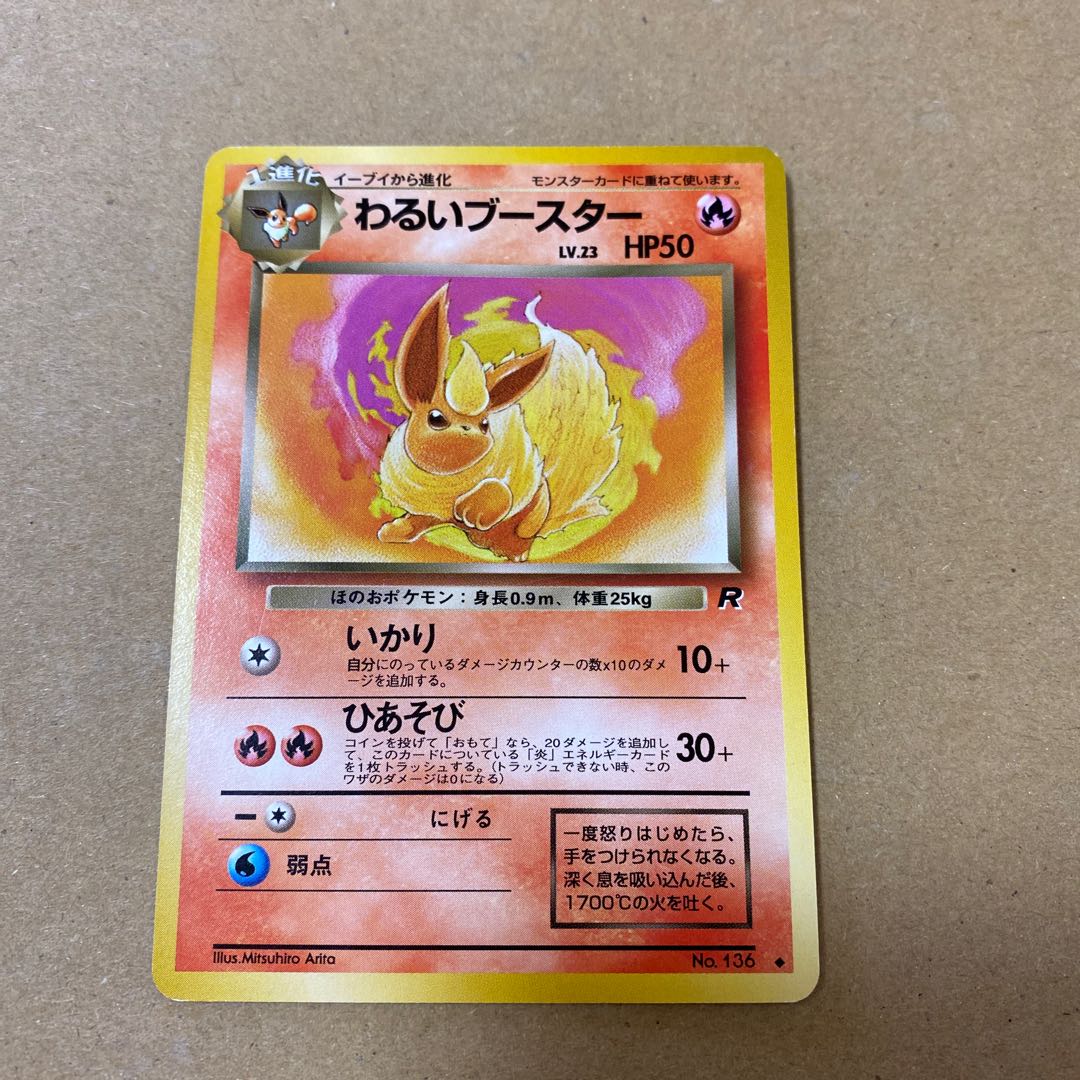 1進化
イーブイから進化
モンスターカードに重ねて使います。
わるいブースター
LV.23 HP50
ほのおポケモン：身長0.9m、体重25kg
R
いかり
自分にのっているダメージカウンターの数x10のダメ
ージを追加する。
10+
ひあそび
コインを投げて「おもて」なら、20ダメージを追加し
て、このカードについている「炎」エネルギーカード
を1枚トラッシュする。(トラッシュできない時、この
ワザのダメージは0になる)
30+
にげる
弱点
一度怒りはじめたら、
手をつけられなくなる。
深く息を吸い込んだ後、
1700℃の火を吐く。
Illus.Mitsuhiro Arita
No. 136